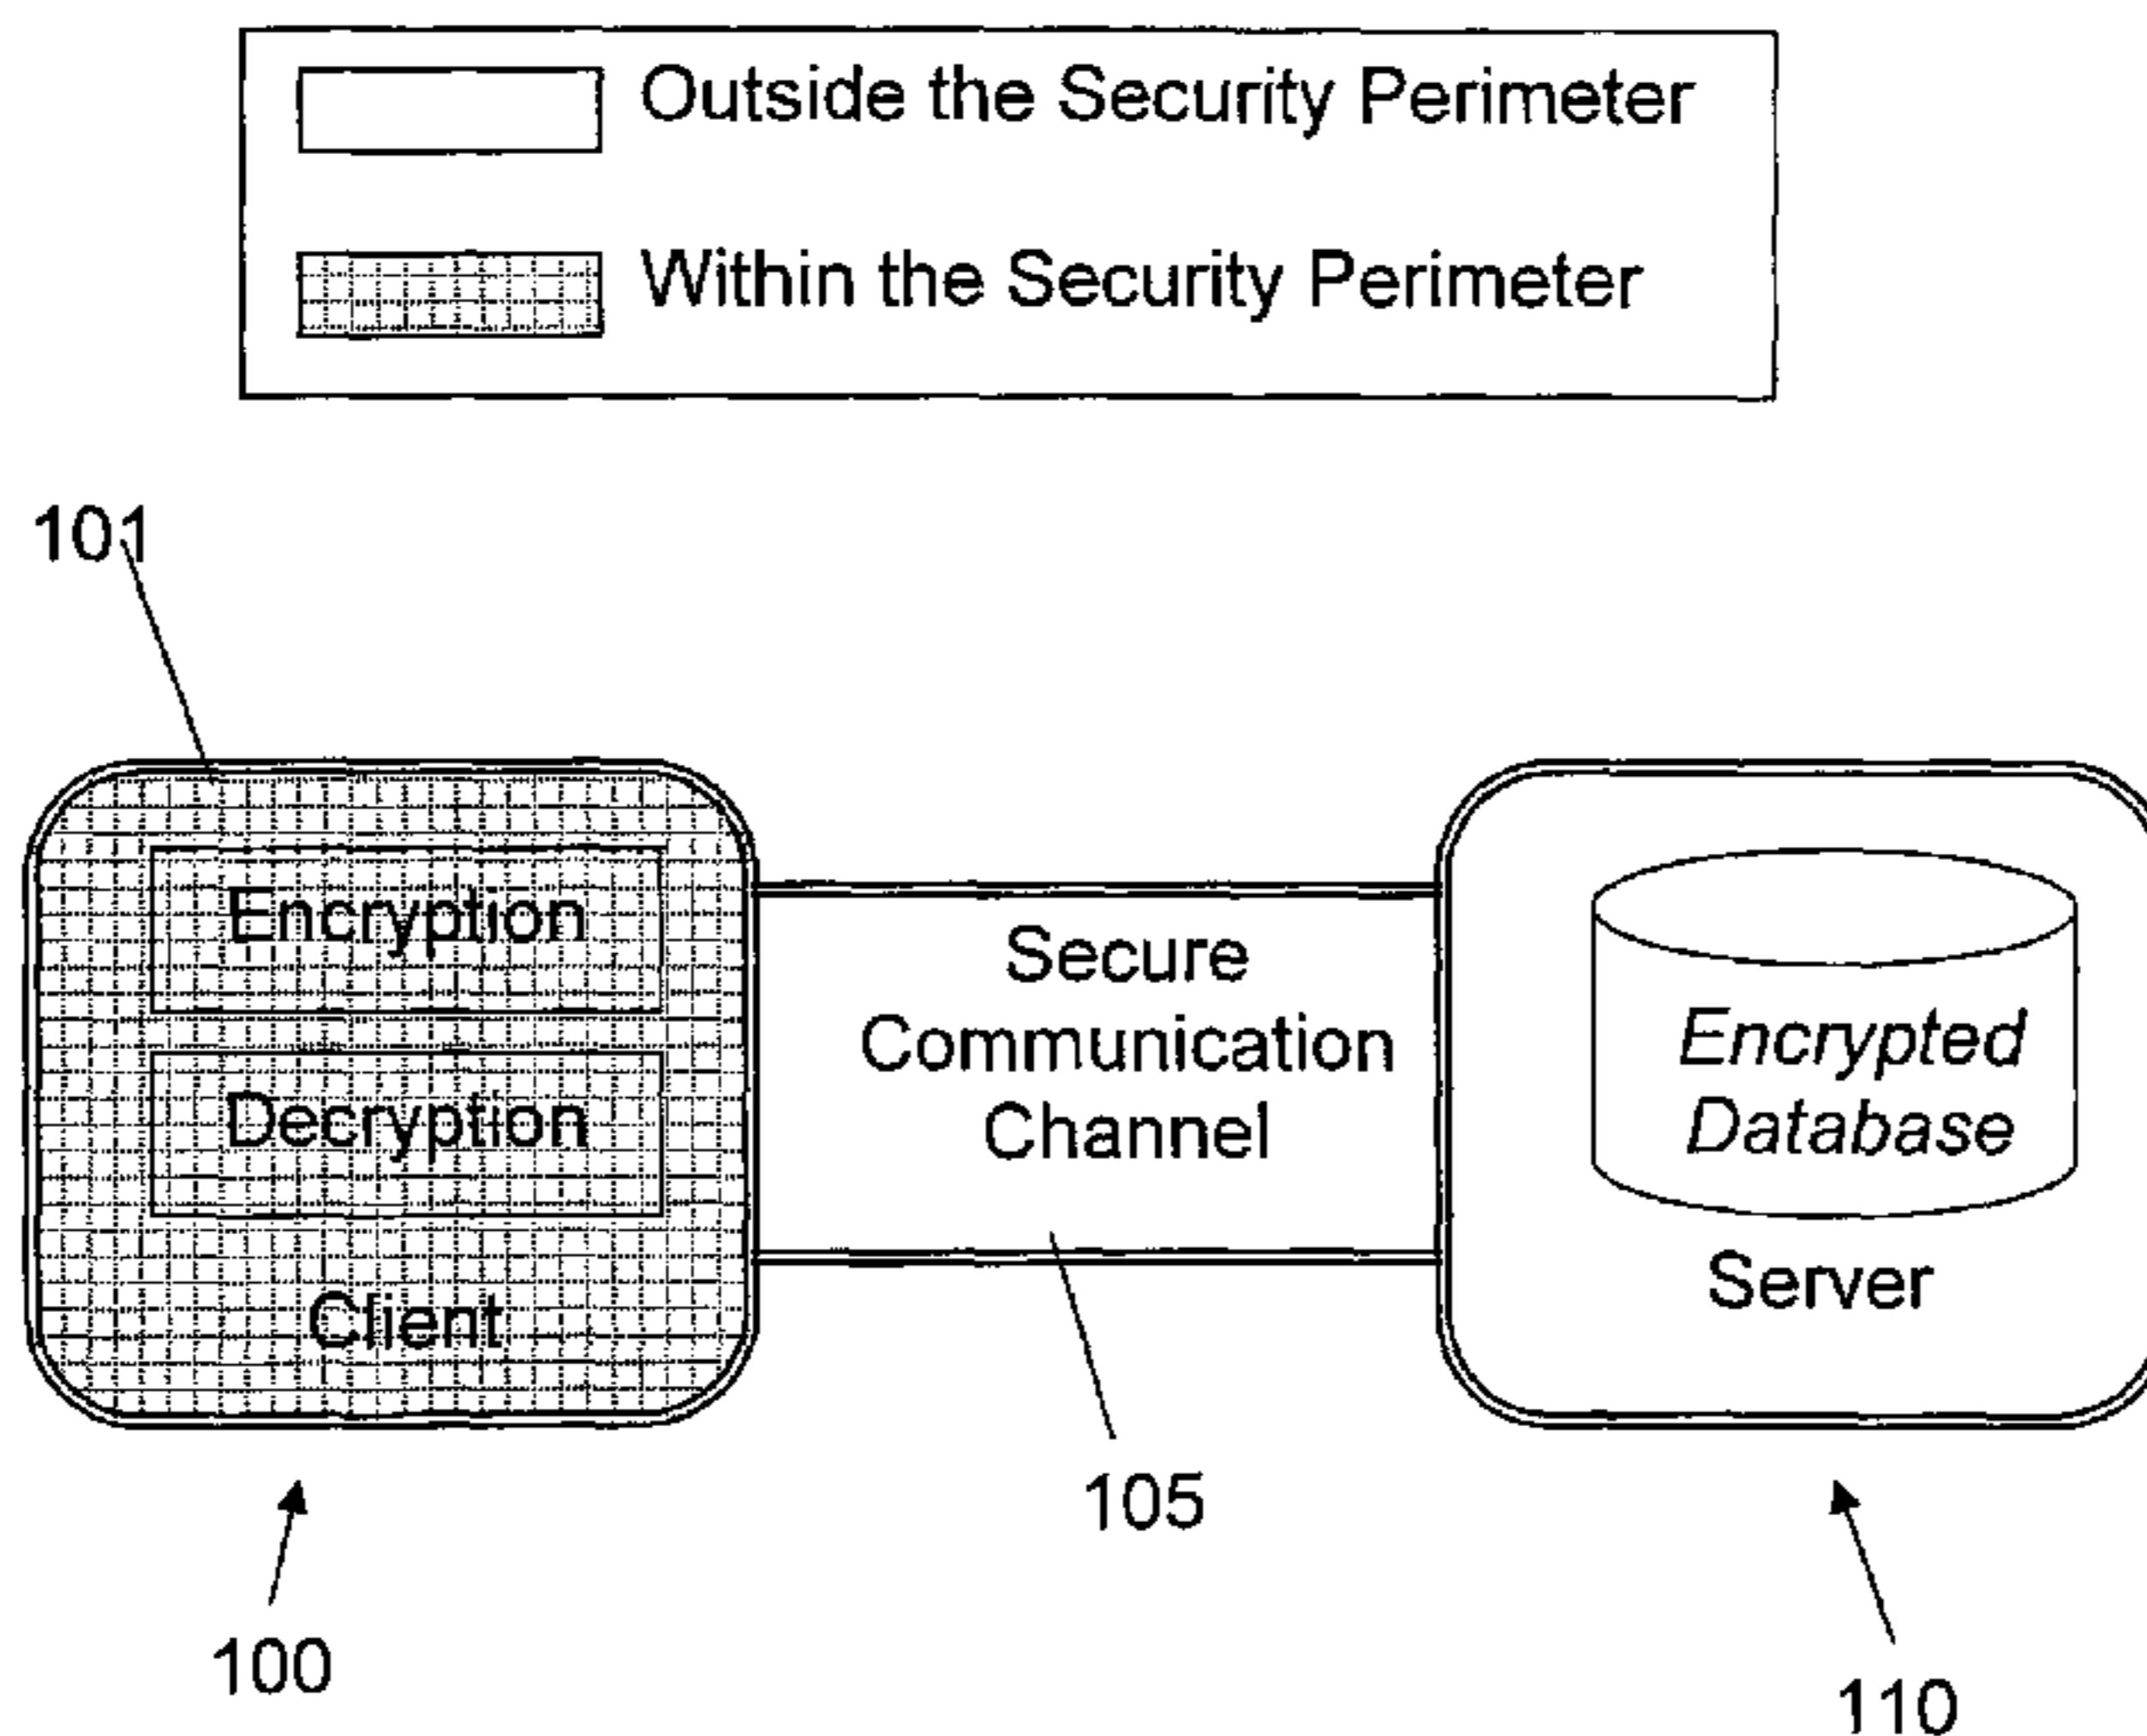 Outside the Security Perimeter
Within the Security Perimeter
101
Encryption
Decryption
Client
Secure
Communication
Channel
Encrypted
Database
Server
105
100
110